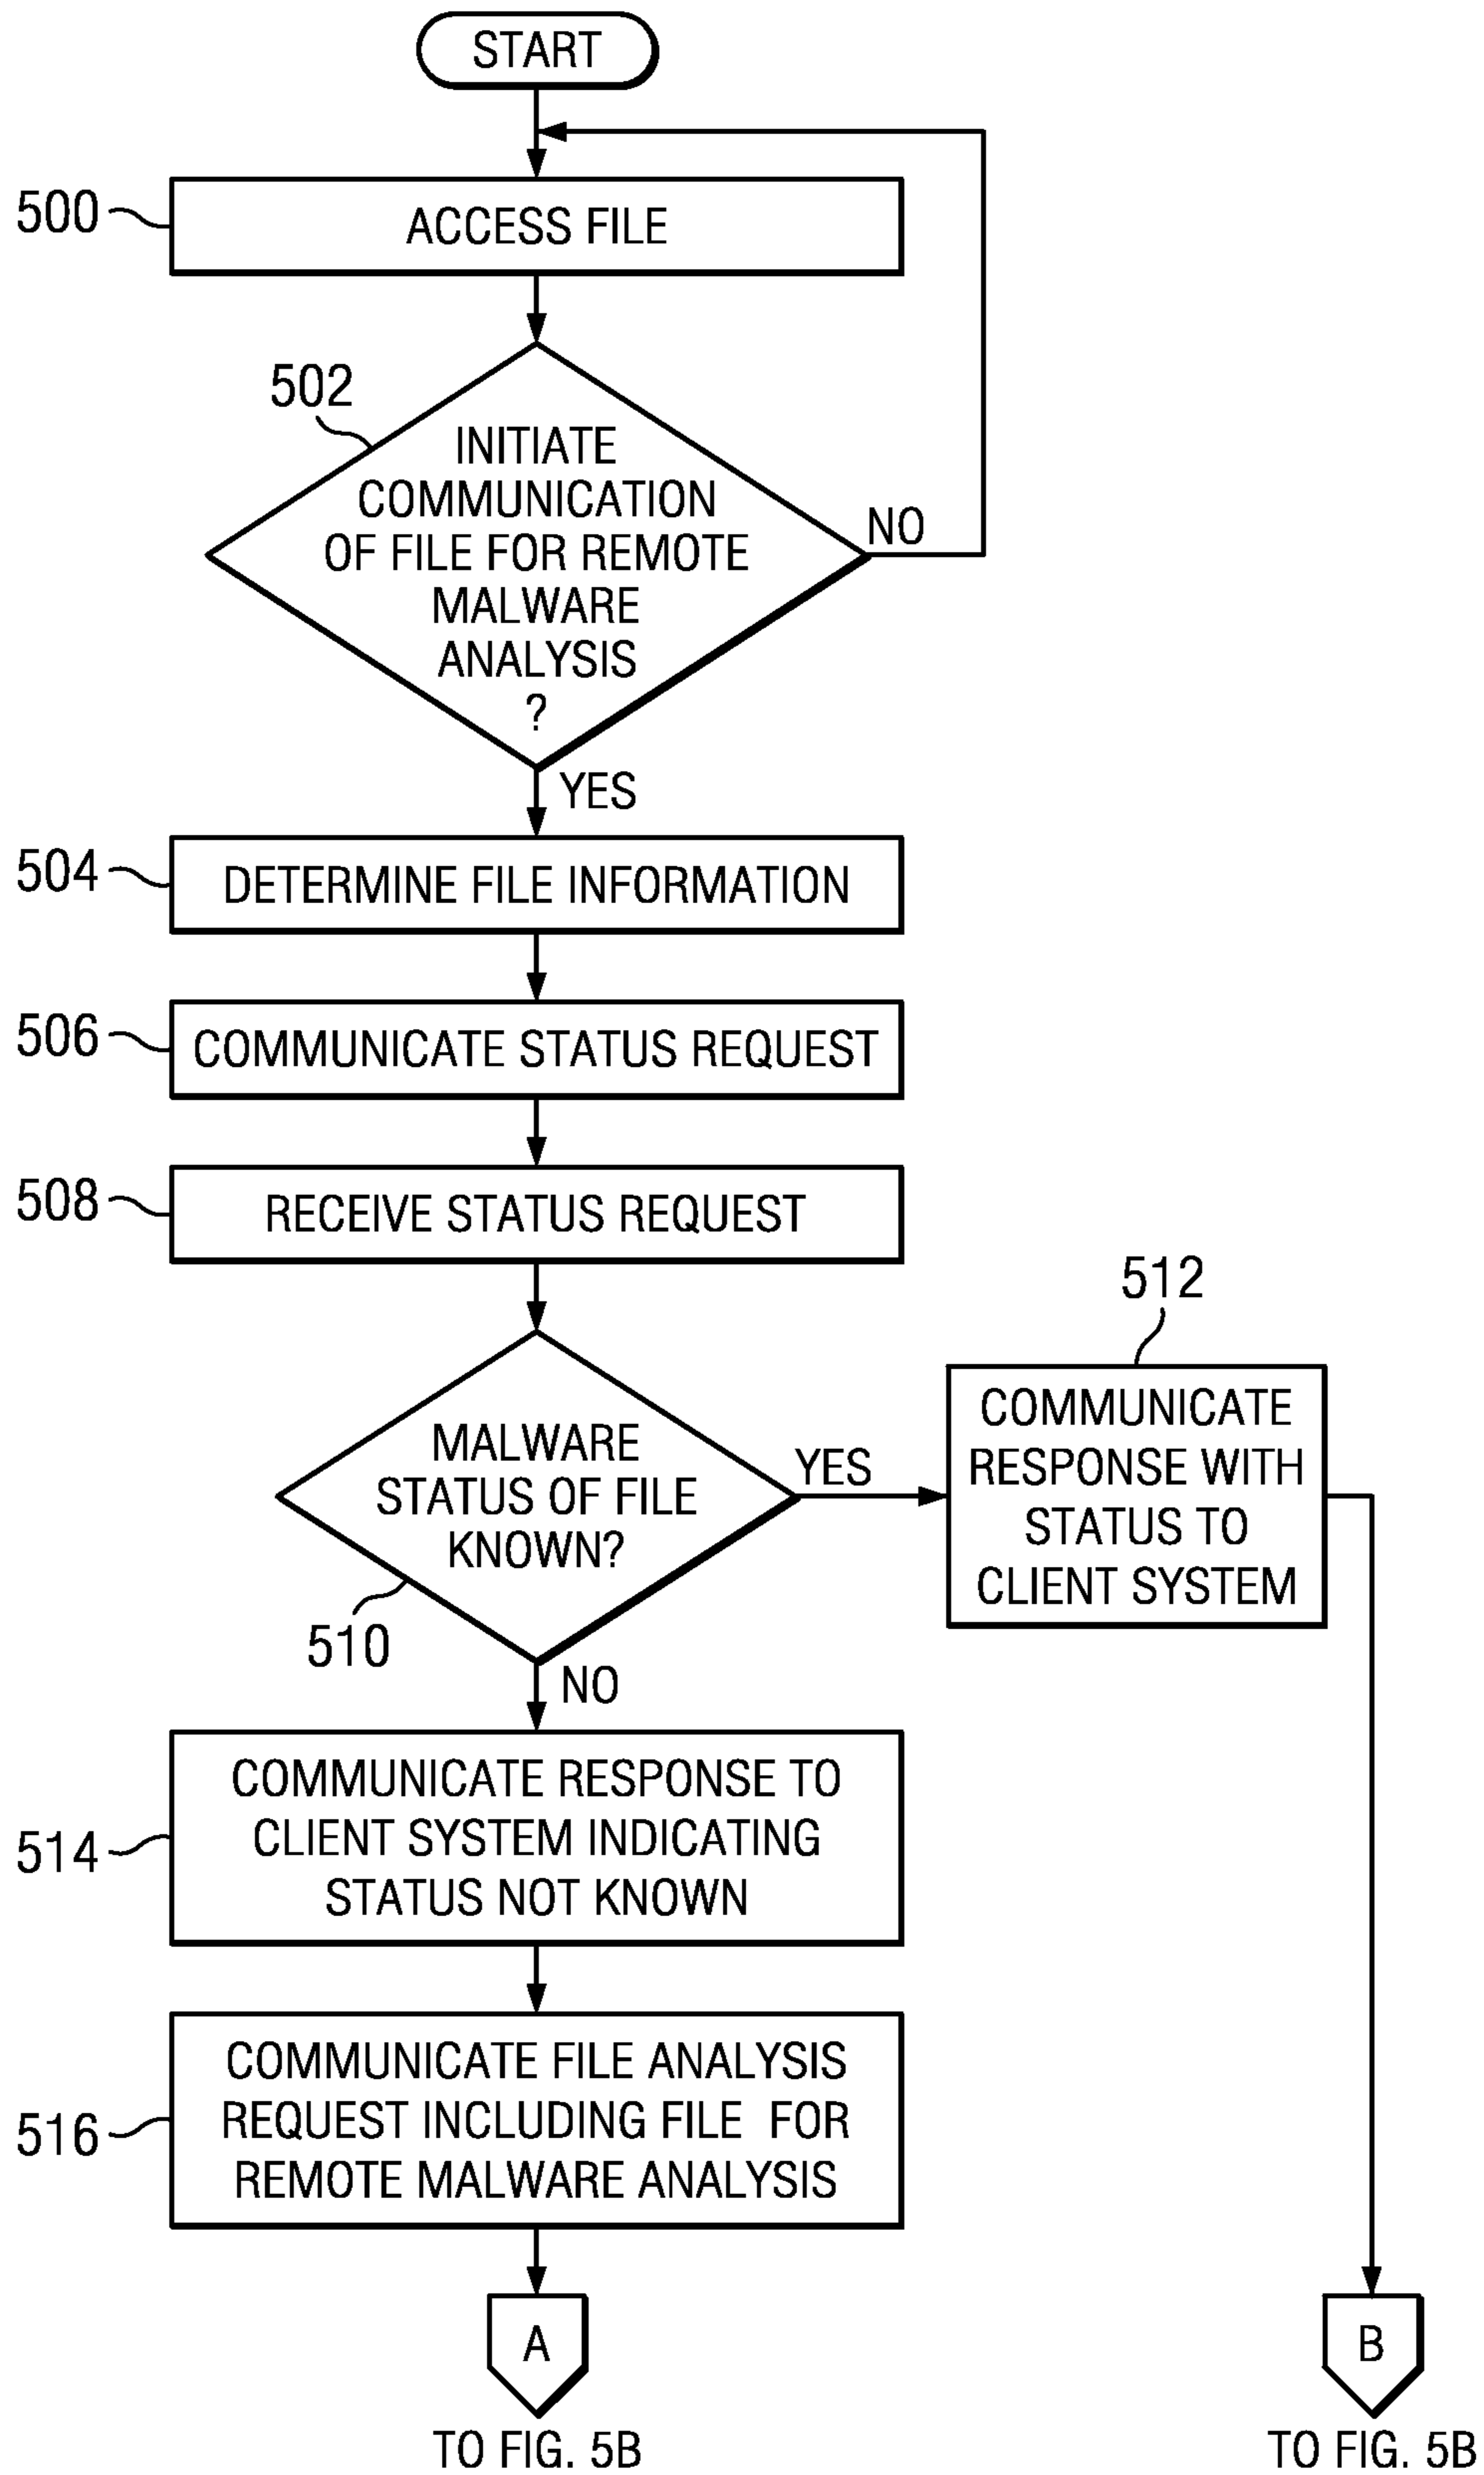 START
500
ACCESS FILE
502
INITIATE
COMMUNICATION
OF FILE FOR REMOTE
MALWARE
ANALYSIS
?
NO
YES
504
DETERMINE FILE INFORMATION
506
COMMUNICATE STATUS REQUEST
508
RECEIVE STATUS REQUEST
512
MALWARE
STATUS OF FILE
KNOWN?
YES
COMMUNICATE
RESPONSE WITH
STATUS TO
CLIENT SYSTEM
510
NO
514
COMMUNICATE RESPONSE TO
CLIENT SYSTEM INDICATING
STATUS NOT KNOWN
516
COMMUNICATE FILE ANALYSIS
REQUEST INCLUDING FILE FOR
REMOTE MALWARE ANALYSIS
A
TO FIG. 5B
B
TO FIG. 5B